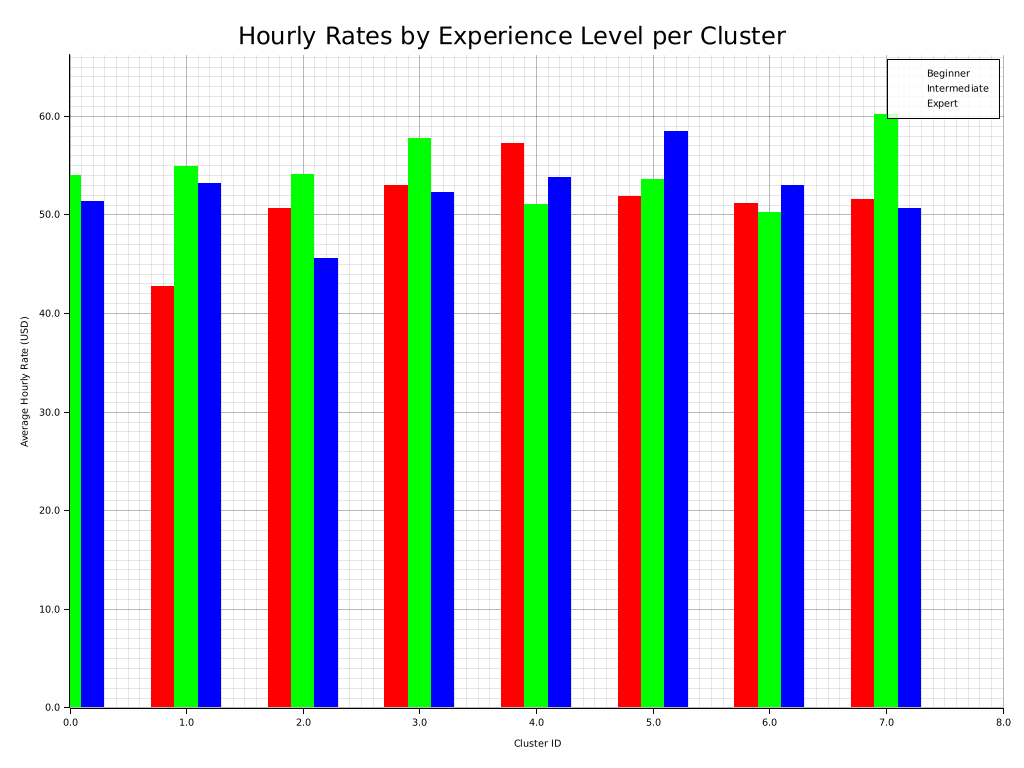 Hourly Rates by Experience Level per Cluster
Beginner
Intermediate
Expert
60.0
50.0
40.0
30.0
20.0
10.0
0.0
Average Hourly Rate (USD)
0.0 1.0 2.0 3.0 4.0 5.0 6.0 7.0 8.0
Cluster ID